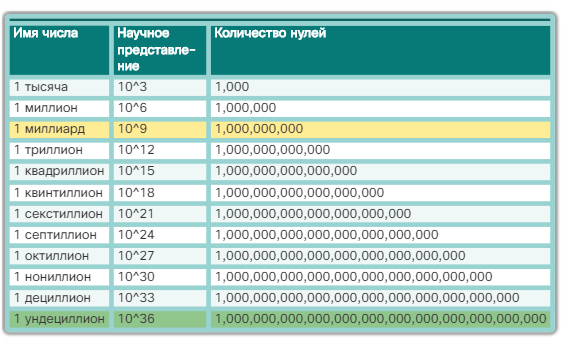 Имя числа Научное представле- ние Количество нулей
1 тысяча 10^3 1,000
1 миллион 10^6 1,000,000
1 миллиард 10^9 1,000,000,000
1 триллион 10^12 1,000,000,000,000
1 квадриллион 10^15 1,000,000,000,000,000
1 квинтиллион 10^18 1,000,000,000,000,000,000
1 секстиллион 10^21 1,000,000,000,000,000,000,000
1 септиллион 10^24 1,000,000,000,000,000,000,000,000
1 октиллион 10^27 1,000,000,000,000,000,000,000,000,000
1 нониллион 10^30 1,000,000,000,000,000,000,000,000,000,000
1 дециллион 10^33 1,000,000,000,000,000,000,000,000,000,000,000
1 ундециллион 10^36 1,000,000,000,000,000,000,000,000,000,000,000,000